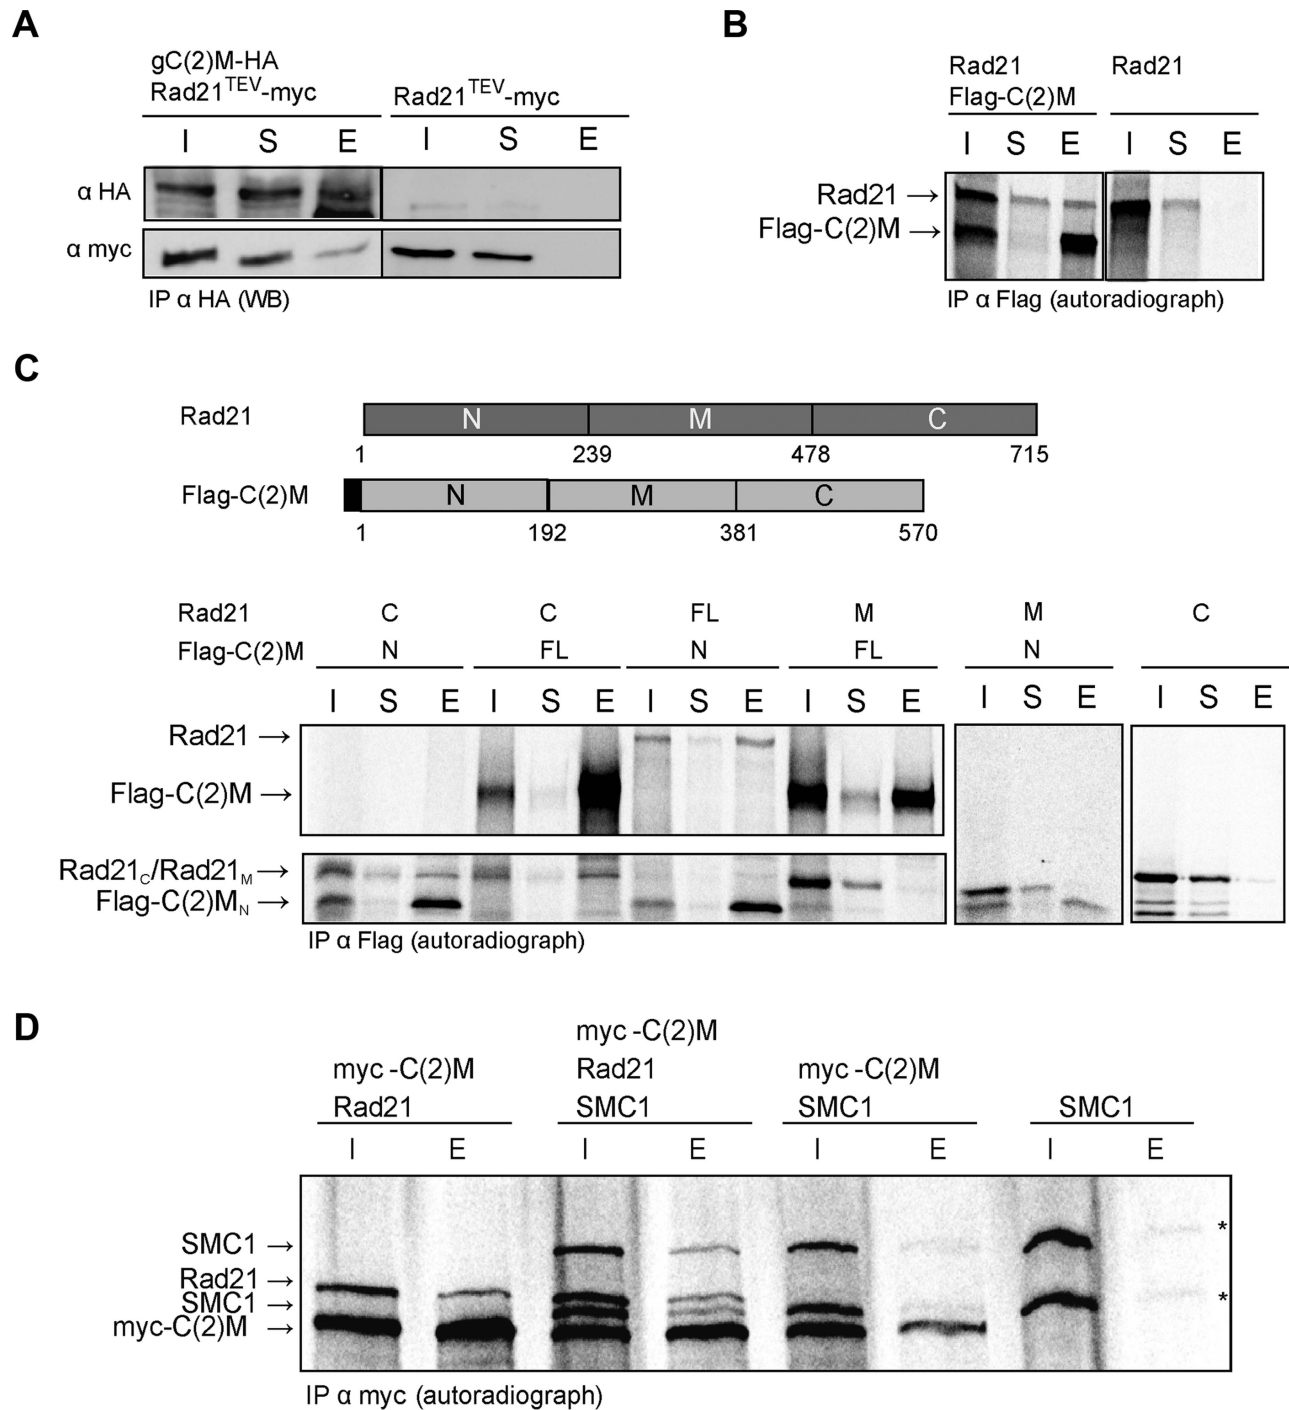 A
gC(2)M-HA
Rad21TEV-myc
Rad21TEV-myc
I S E I S E
α HA
α myc
IP α HA (WB)
B
Rad21 Rad21
Flag-C(2)M
I S E I S E
Rad21 →
Flag-C(2)M →
IP α Flag (autoradiograph)
C
Rad21 N M C
1 239 478 715
Flag-C(2)M N M C
1 192 381 570
Rad21 C C FL M M C
Flag-C(2)M N FL N FL N
I S E I S E I S E I S E I S E I S E
Rad21 →
Flag-C(2)M →
Rad21C/Rad21M →
Flag-C(2)MN →
IP α Flag (autoradiograph)
D
myc -C(2)M
myc -C(2)M Rad21 myc -C(2)M
Rad21 SMC1 SMC1 SMC1
I E I E I E I E
*
SMC1 →
Rad21 →
*
SMC1 →
myc-C(2)M →
IP α myc (autoradiograph)